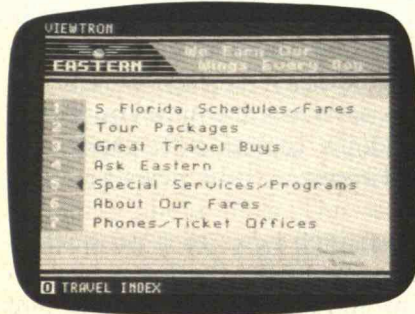 VIEWTRON
EASTERN
We Earn Our
Wings Every Day
1 S Florida Schedules/Fares
2 Tour Packages
3 Great Travel Buys
4 Ask Eastern
5 Special Services/Programs
6 About Our Fares
7 Phones/Ticket Offices
0 TRAVEL INDEX